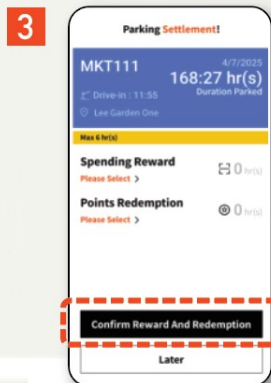 3
Parking Settlement!
MKT111
4/7/2025
168:27 hr(s)
Drive-in : 11:55
Duration Parked
Lee Garden One
Max 6 hr(s)
Spending Reward
0 hr(s)
Please Select >
Points Redemption
0 hr(s)
Please Select >
Confirm Reward And Redemption
Later